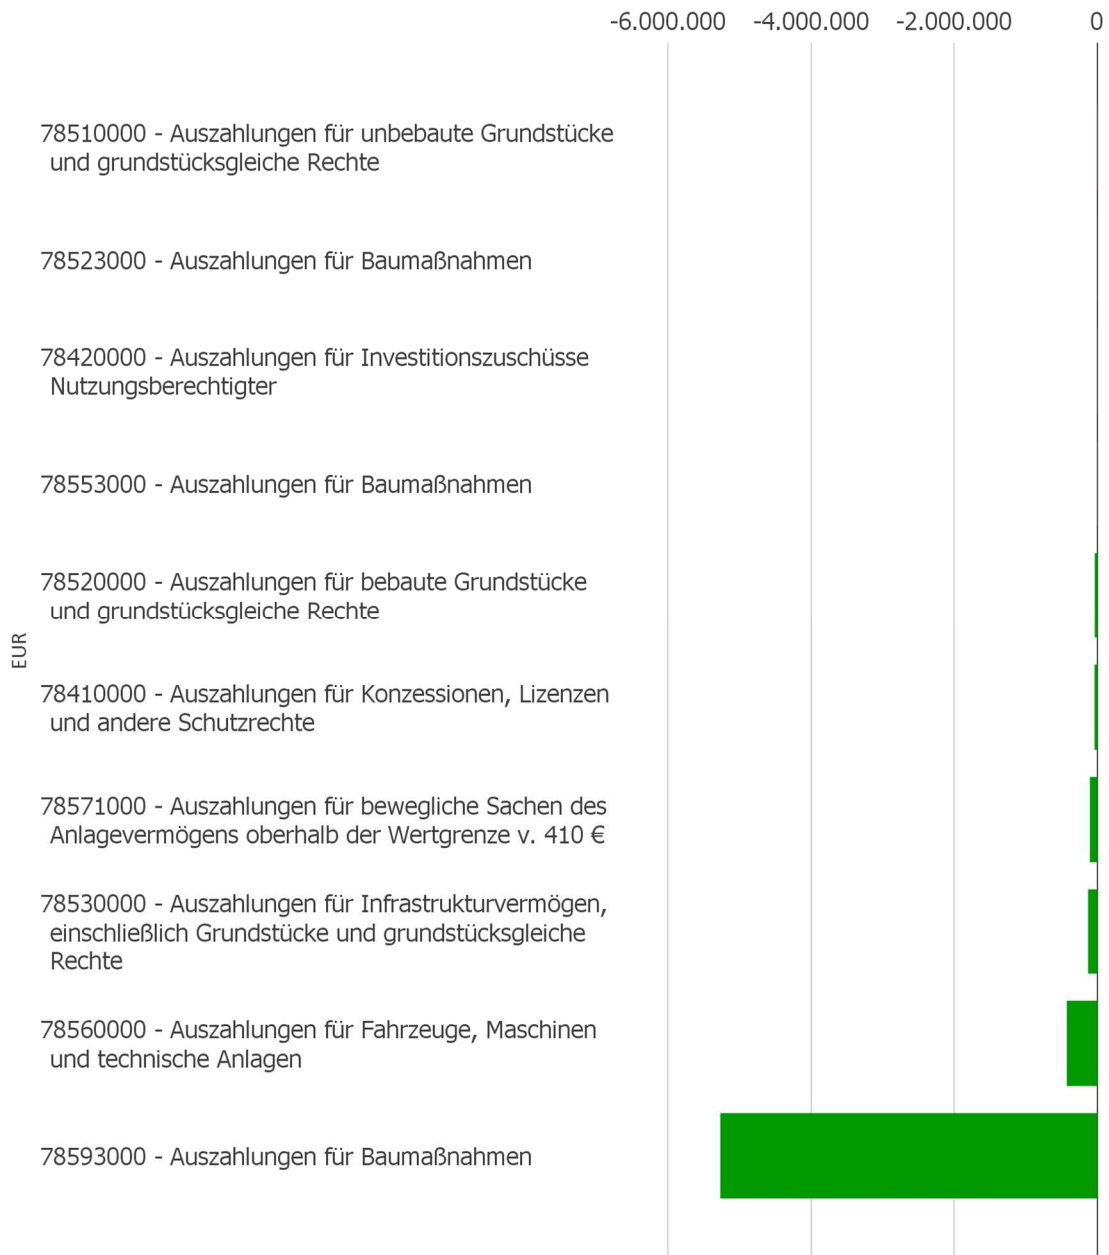 -6.000.000 -4.000.000 -2.000.000 0
78510000 - Auszahlungen für unbebaute Grundstücke
und grundstücksgleiche Rechte
78523000 - Auszahlungen für Baumaßnahmen
78420000 - Auszahlungen für Investitionszuschüsse
Nutzungsberechtigter
78553000 - Auszahlungen für Baumaßnahmen
78520000 - Auszahlungen für bebaute Grundstücke
und grundstücksgleiche Rechte
EUR
78410000 - Auszahlungen für Konzessionen, Lizenzen
und andere Schutzrechte
78571000 - Auszahlungen für bewegliche Sachen des
Anlagevermögens oberhalb der Wertgrenze v. 410 €
78530000 - Auszahlungen für Infrastrukturvermögen,
einschließlich Grundstücke und grundstücksgleiche
Rechte
78560000 - Auszahlungen für Fahrzeuge, Maschinen
und technische Anlagen
78593000 - Auszahlungen für Baumaßnahmen